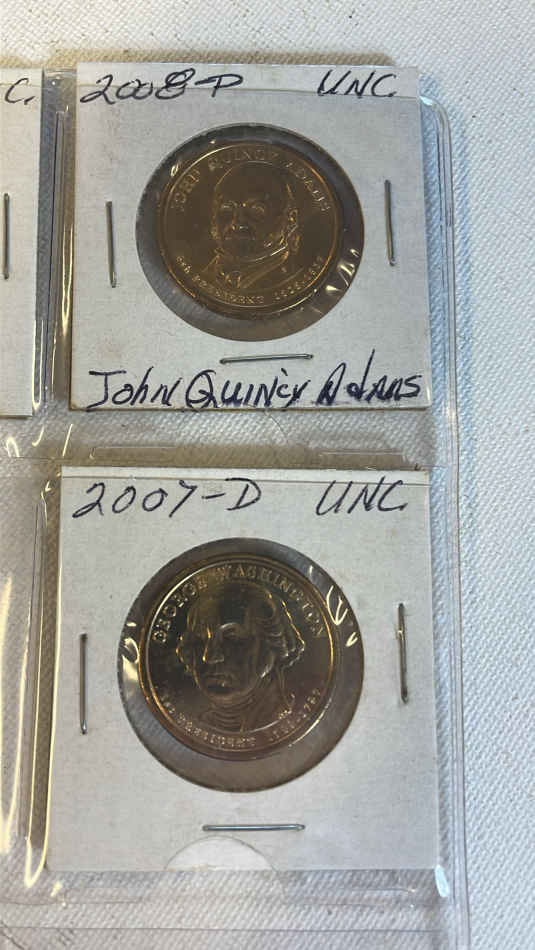 C.
2008-P UNC.
JOHN QUINCY ADAMS
6th PRESIDENT 1825-1829
John Quincy Adams
2007-D UNC.
GEORGE WASHINGTON
1st PRESIDENT 1789-1797